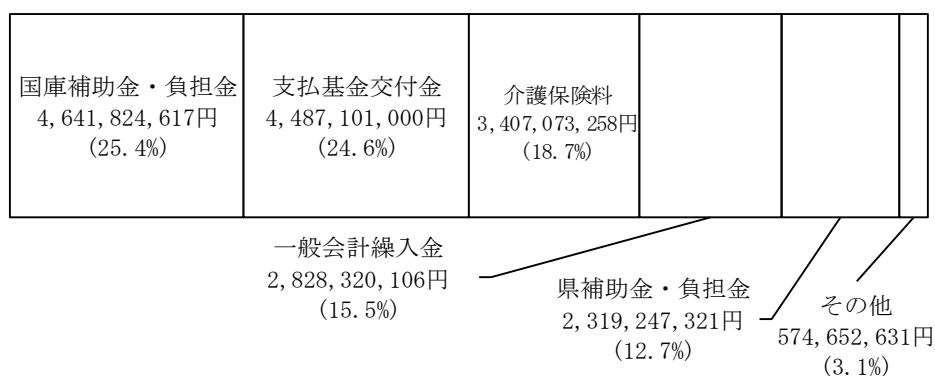 国庫補助金・負担金
4,641,824,617円
(25.4%)
支払基金交付金
4,487,101,000円
(24.6%)
介護保険料
3,407,073,258円
(18.7%)
一般会計繰入金
2,828,320,106円
(15.5%)
県補助金・負担金
2,319,247,321円
(12.7%)
その他
574,652,631円
(3.1%)